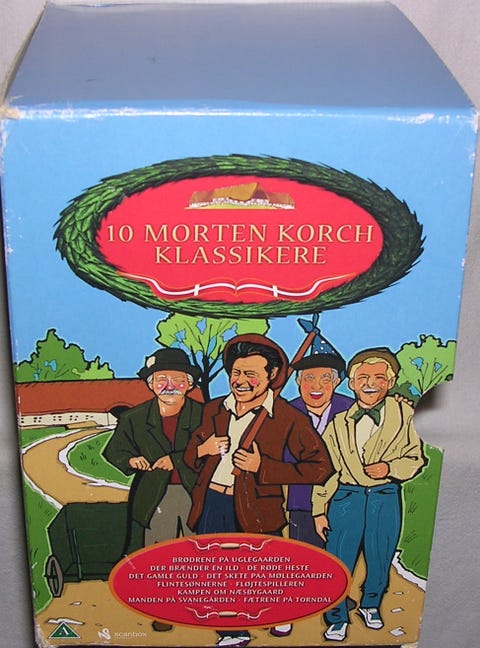 10 MORTEN KORCH
KLASSIKERE
BRØDRENE PÅ UGLEGAARDEN
DER BRÆNDER EN ILD · DE RØDE HESTE
DET GAMLE GULD · DET SKETE PAA MØLLEGAARDEN
FLINTESØNNERNE · FLØJTESPILLEREN
KAMPEN OM NÆSBYGAARD
MANDEN PÅ SVANEGÅRDEN · FÆTRENE PÅ TORNDAL
A scanbox